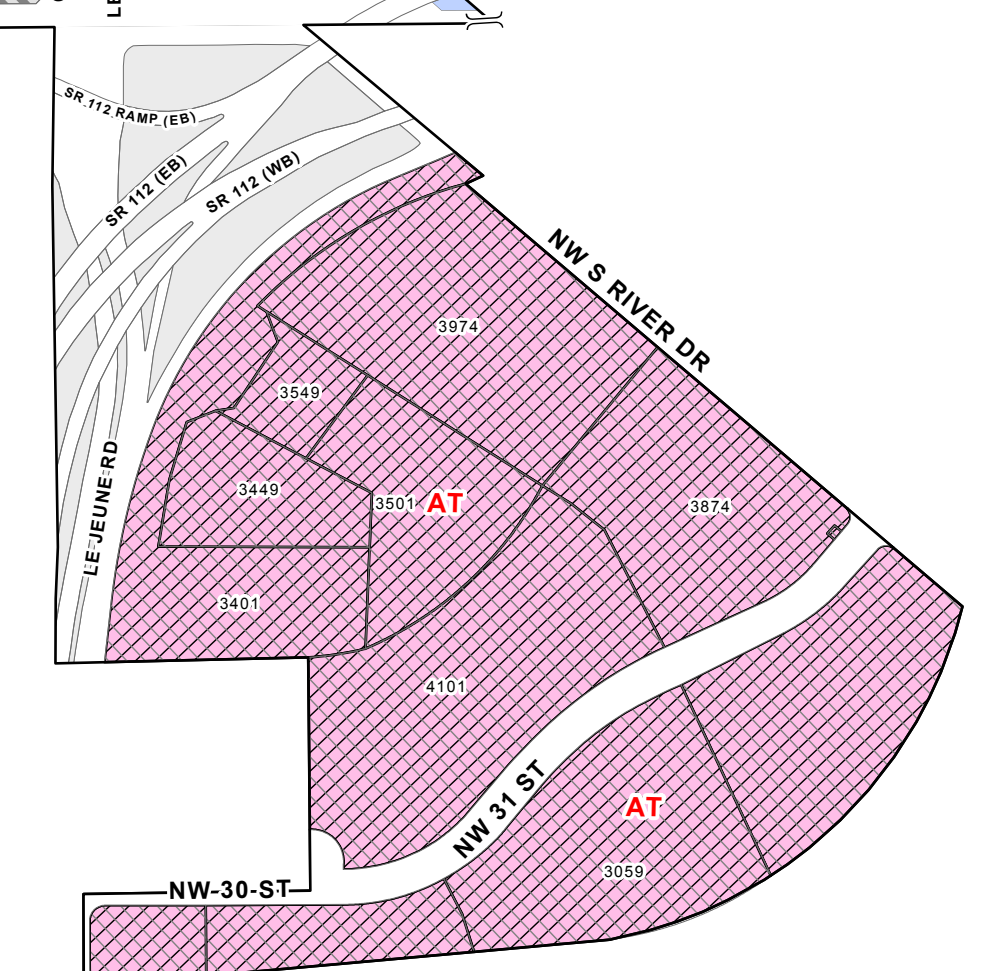 LE
SR 112 RAMP (EB)
SR 112 (EB)
SR 112 (WB)
NW S RIVER DR
3974
3549
3449
3501
AT
3874
LE JEUNE RD
3401
4101
NW 31 ST
AT
3059
NW 30 ST